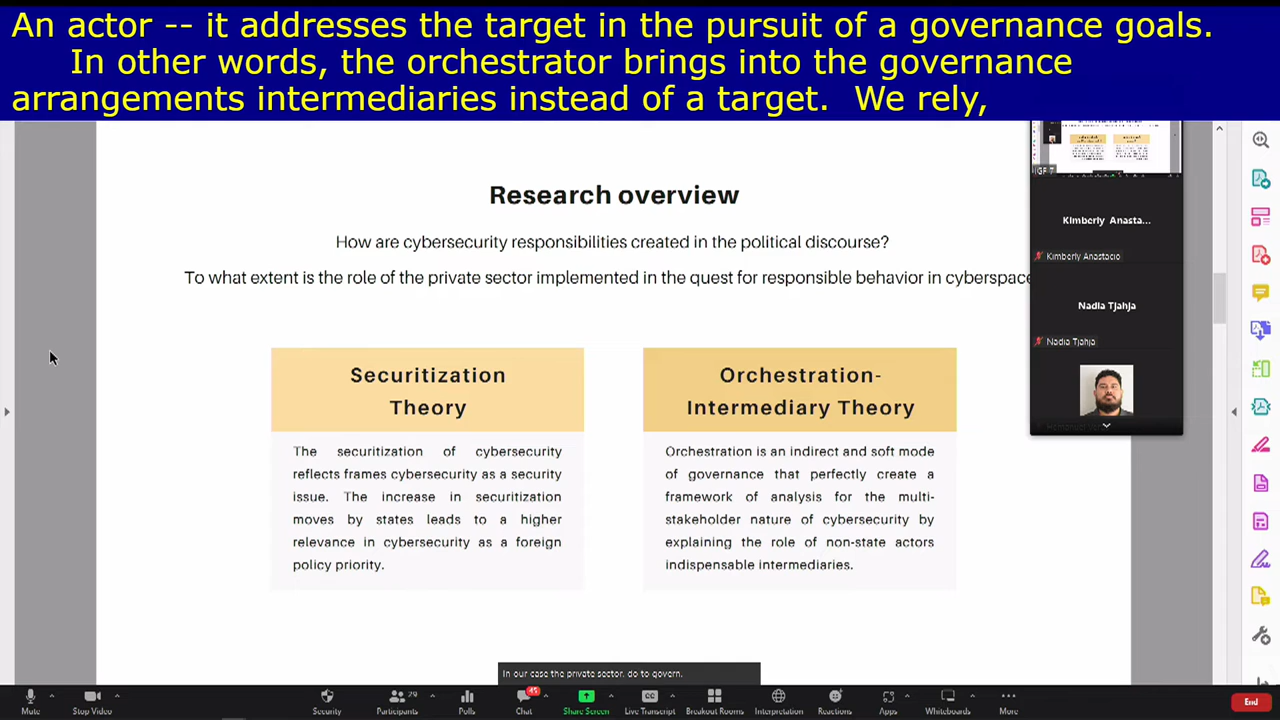 An actor -- it addresses the target in the pursuit of a governance goals.
In other words, the orchestrator brings into the governance
arrangements intermediaries instead of a target. We rely,
Research overview
How are cybersecurity responsibilities created in the political discourse?
To what extent is the role of the private sector implemented in the quest for responsible behavior in cyberspace
Securitization
Theory
The securitization of cybersecurity
reflects frames cybersecurity as a security
issue. The increase in securitization
moves by states leads to a higher
relevance in cybersecurity as a foreign
policy priority.
Orchestration-
Intermediary Theory
Orchestration is an indirect and soft mode
of governance that perfectly create a
framework of analysis for the multi-
stakeholder nature of cybersecurity by
explaining the role of non-state actors
indispensable intermediaries.
IGF 7
Kimberly Anasta...
Kimberly Anastacio
Nadia Tjahja
Nadia Tjahja
In our case the private sector, do to govern.
Mute
Stop Video
Security
Participants
29
Polls
Chat
45
Share Screen
Live Transcript
Breakout Rooms
Interpretation
Reactions
Apps
Whiteboards
More
End